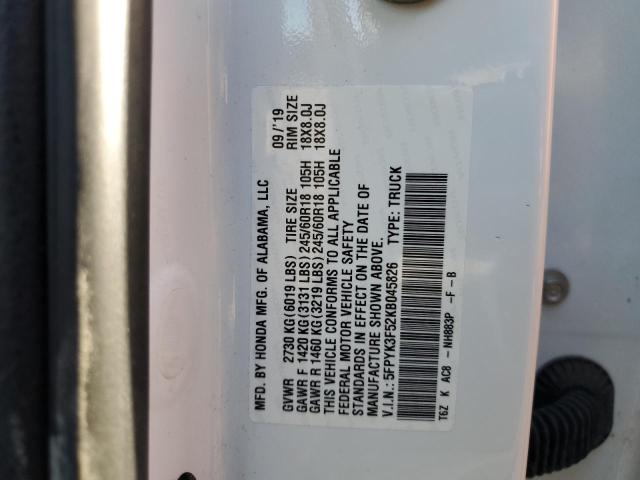 MFD. BY HONDA MFG. OF ALABAMA, LLC 09/'19
GVWR 2730 KG(6019 LBS) TIRE SIZE RIM SIZE
GAWR F 1420 KG(3131 LBS) 245/60R18 105H 18X8.0J
GAWR R 1460 KG(3219 LBS) 245/60R18 105H 18X8.0J
THIS VEHICLE CONFORMS TO ALL APPLICABLE
FEDERAL MOTOR VEHICLE SAFETY
STANDARDS IN EFFECT ON THE DATE OF
MANUFACTURE SHOWN ABOVE.
V.I.N.: 5FPYK3F52KB045826 TYPE: TRUCK
T6Z K AC8 -NH883P -F-B